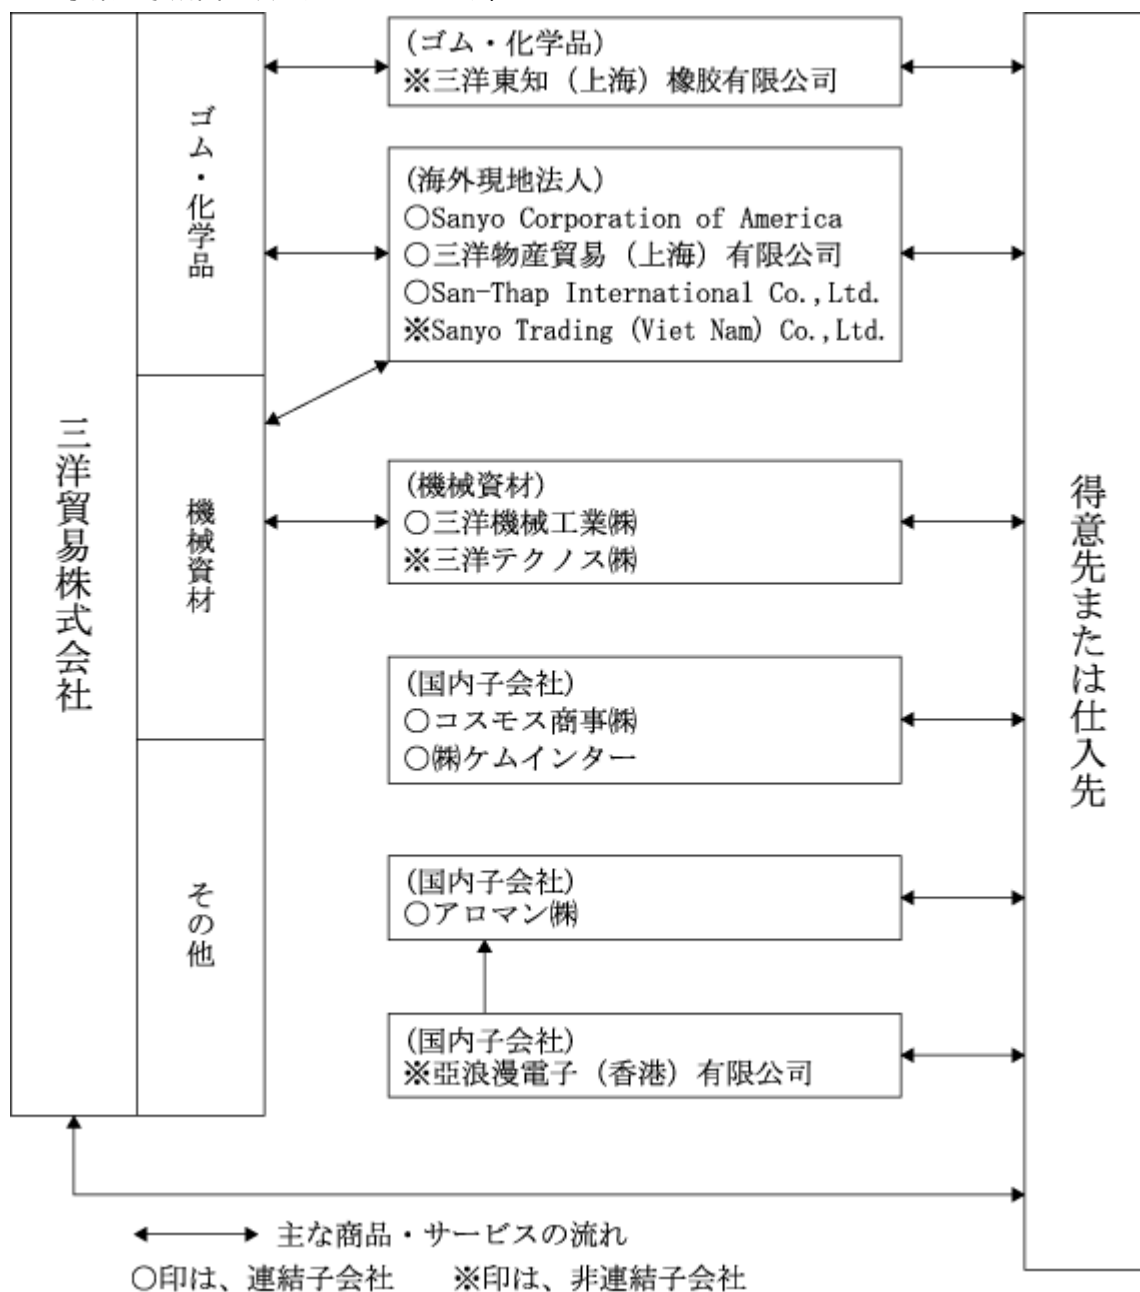 三洋貿易株式会社
ゴム・化学品
機械資材
その他
(ゴム・化学品)
※三洋東知（上海）橡胶有限公司
(海外現地法人)
○Sanyo Corporation of America
○三洋物産貿易（上海）有限公司
○San-Thap International Co.,Ltd.
※Sanyo Trading (Viet Nam) Co.,Ltd.
(機械資材)
○三洋機械工業㈱
※三洋テクノス㈱
(国内子会社)
○コスモス商事㈱
○㈱ケムインター
(国内子会社)
○アロマン㈱
(国内子会社)
※亞浪漫電子（香港）有限公司
得意先または仕入先
主な商品・サービスの流れ
○印は、連結子会社　　※印は、非連結子会社